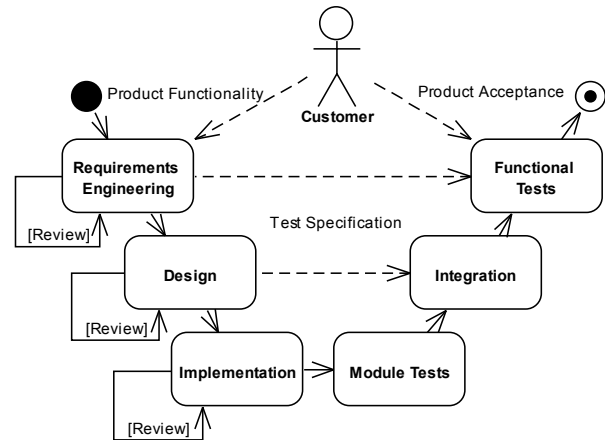 Product Functionality
Product Acceptance
Customer
Requirements
Engineering
Functional
Tests
[Review]
Test Specification
Design
Integration
[Review]
Implementation
Module Tests
[Review]